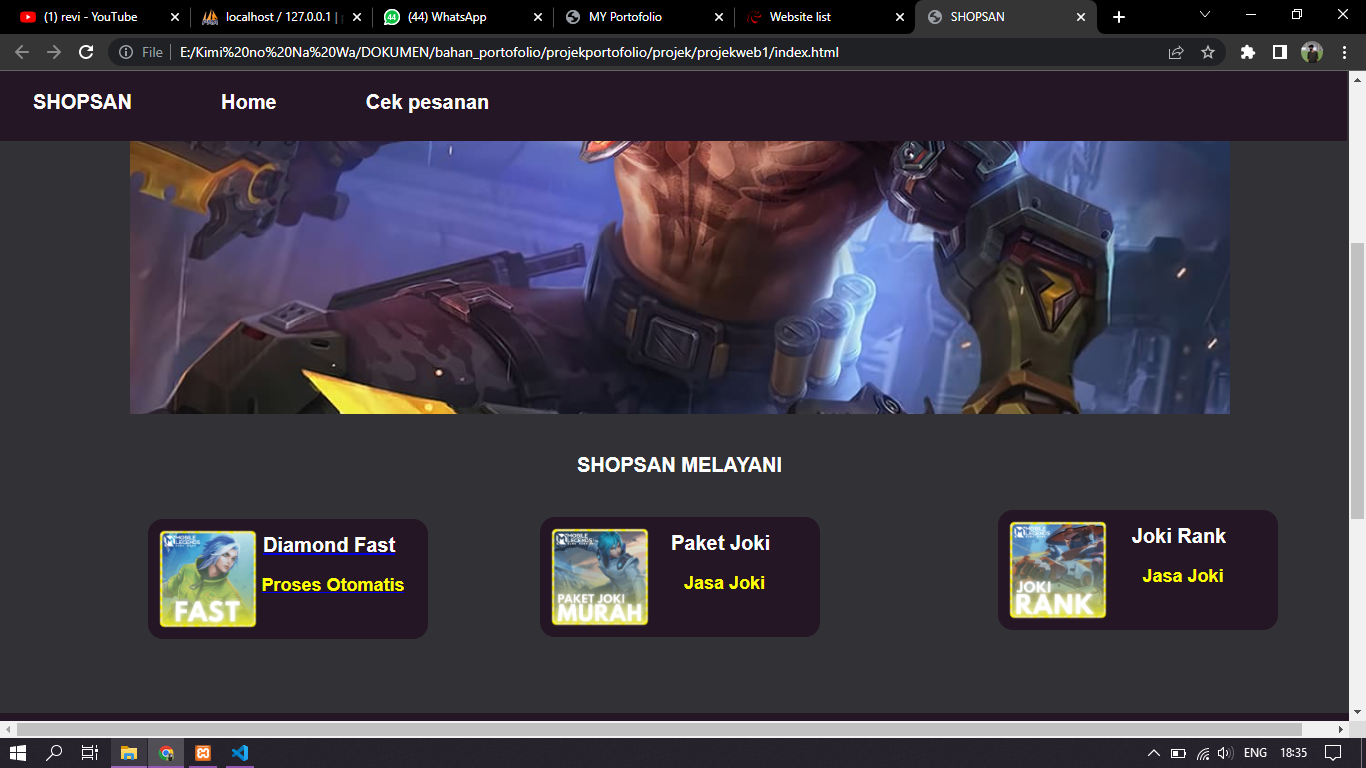 (1) revi - YouTube
localhost / 127.0.0.1 |
(44) WhatsApp
MY Portofolio
Website list
SHOPSAN
File
E:/Kimi%20no%20Na%20Wa/DOKUMEN/bahan_portofolio/projekportofolio/projek/projekweb1/index.html
SHOPSAN
Home
Cek pesanan
SHOPSAN MELAYANI
MOBILE
LEGENDS
FAST
Diamond Fast
Proses Otomatis
MOBILE
LEGENDS
PAKET JOKI
MURAH
Paket Joki
Jasa Joki
MOBILE
LEGENDS
JOKI
RANK
Joki Rank
Jasa Joki
ENG
18:35